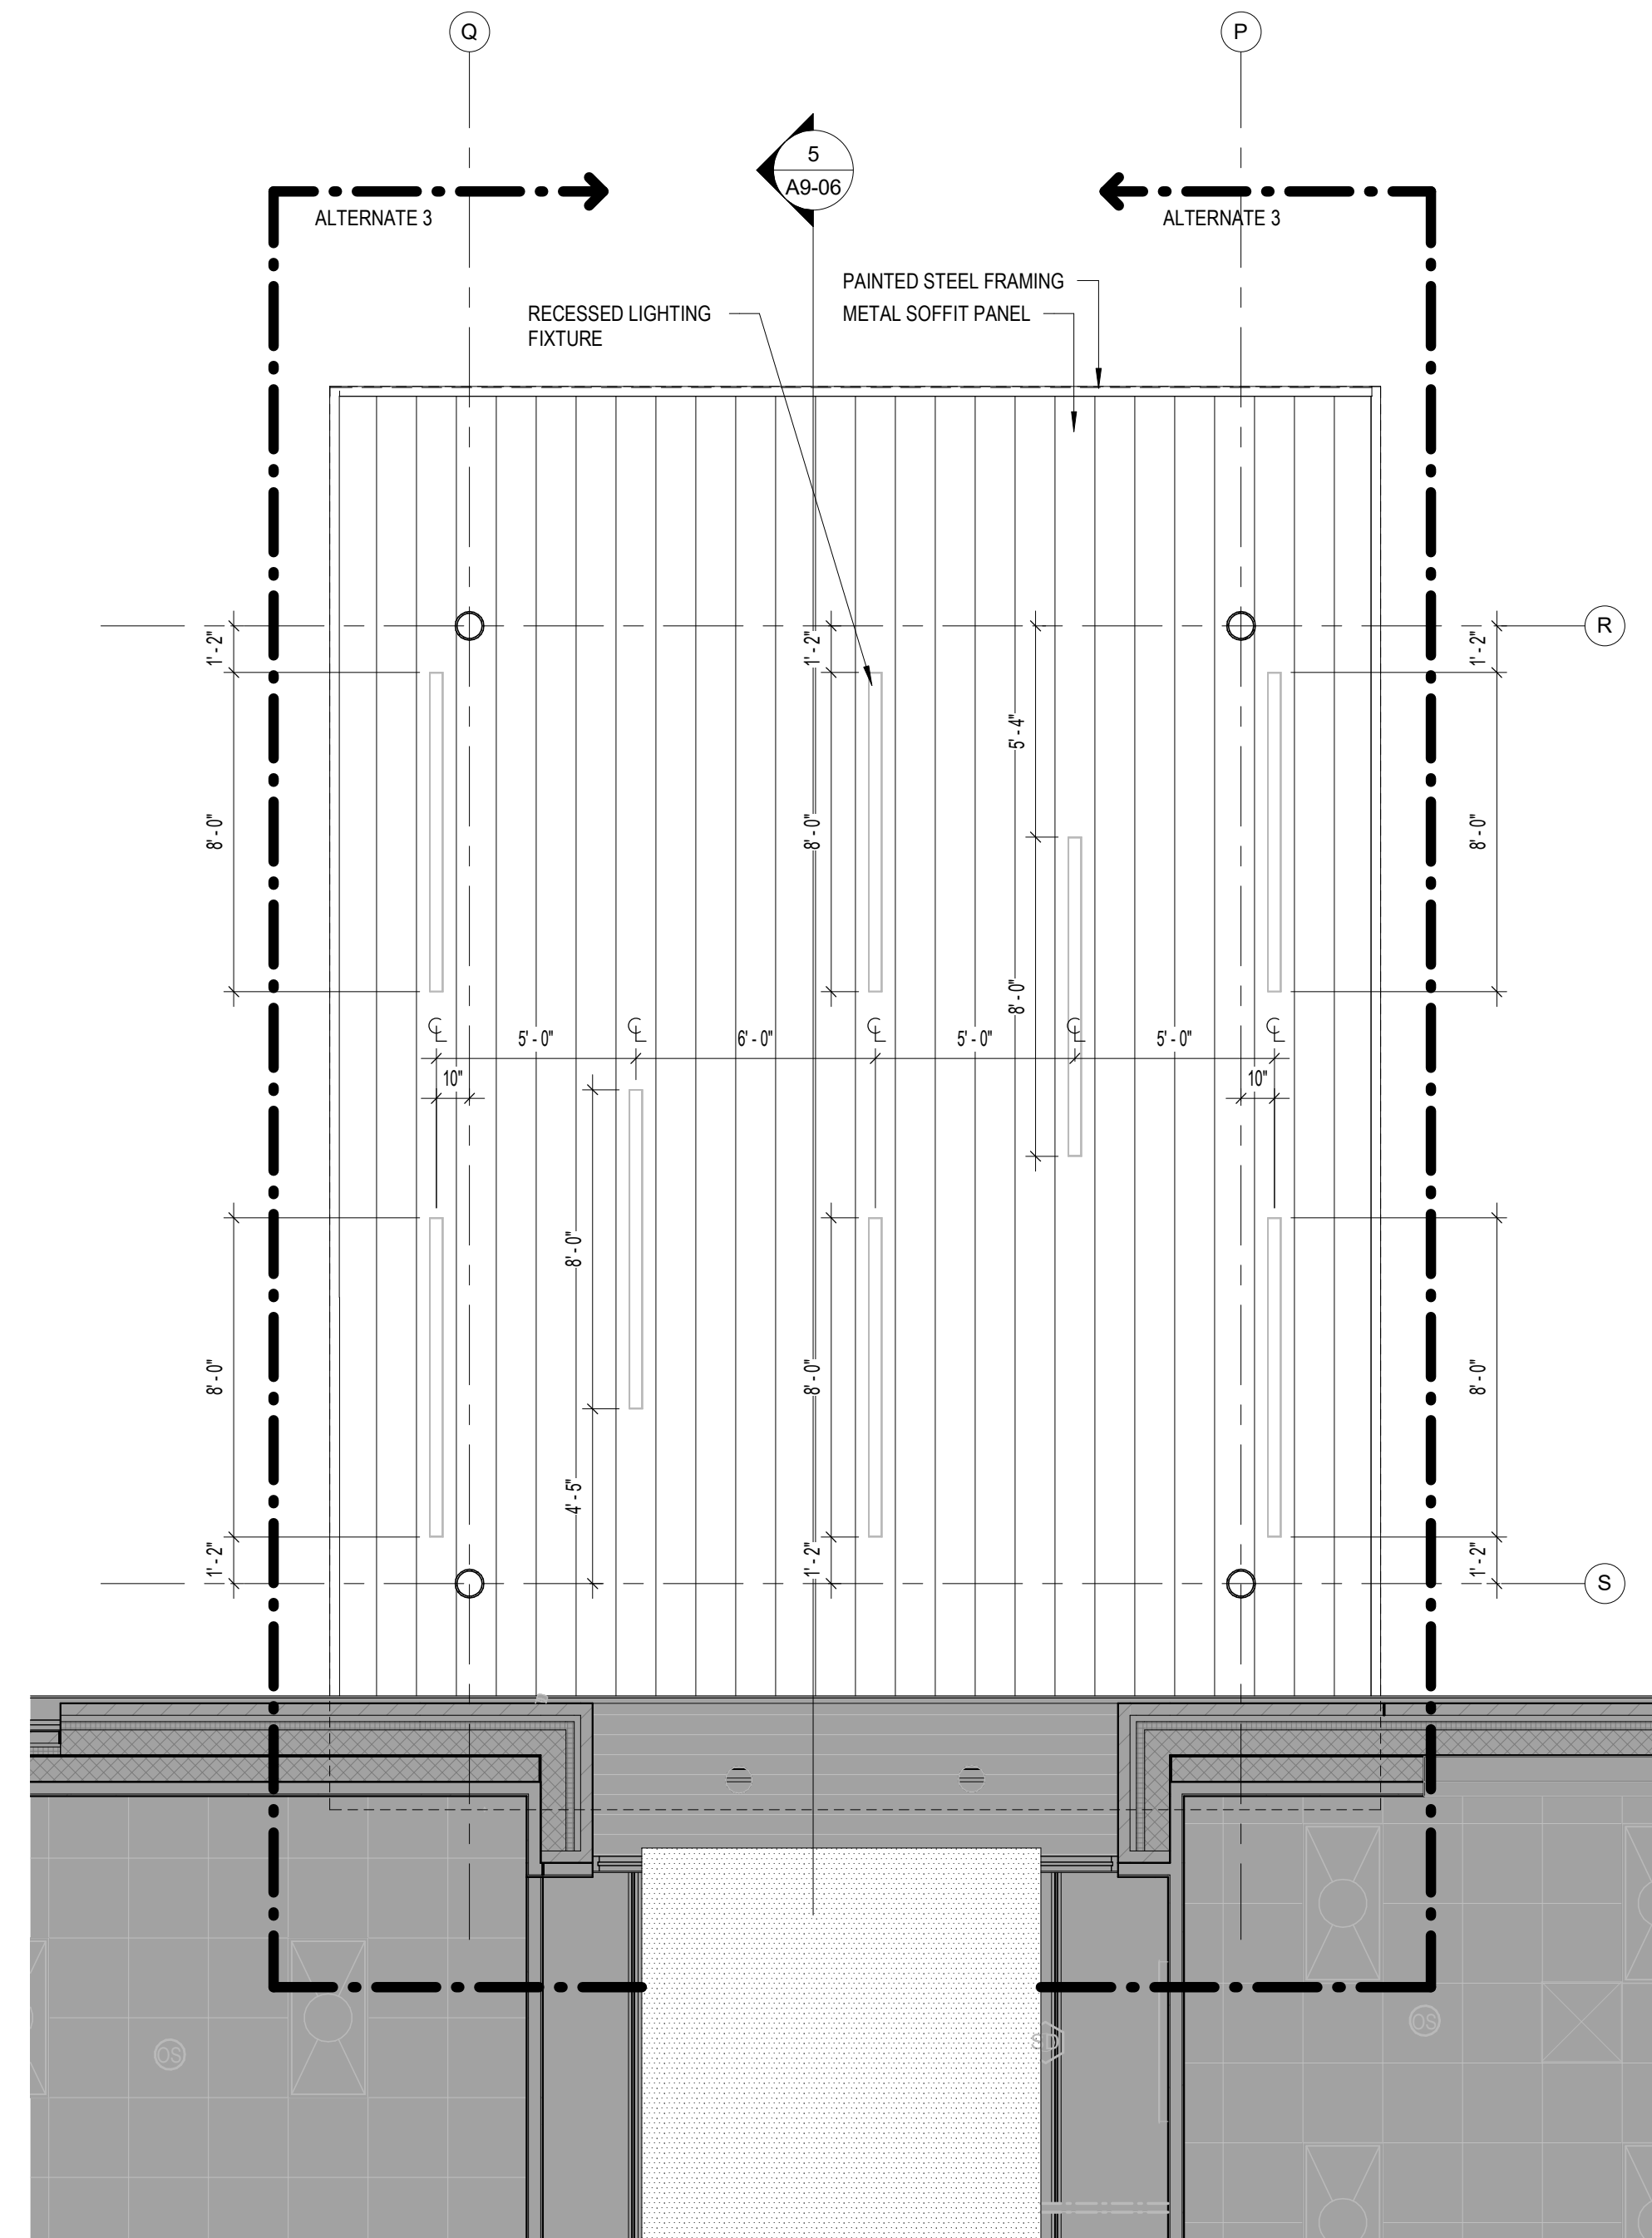 Q
P
5
A9-06
ALTERNATE 3
ALTERNATE 3
PAINTED STEEL FRAMING
RECESSED LIGHTING
FIXTURE
METAL SOFFIT PANEL
R
1' - 2"
1' - 2"
1' - 2"
5' - 4"
8' - 0"
8' - 0"
8' - 0"
8' - 0"
℄
℄
℄
℄
℄
5' - 0"
6' - 0"
5' - 0"
5' - 0"
10"
10"
8' - 0"
8' - 0"
8' - 0"
8' - 0"
4' - 5"
1' - 2"
1' - 2"
1' - 2"
S
OS
OS
SD